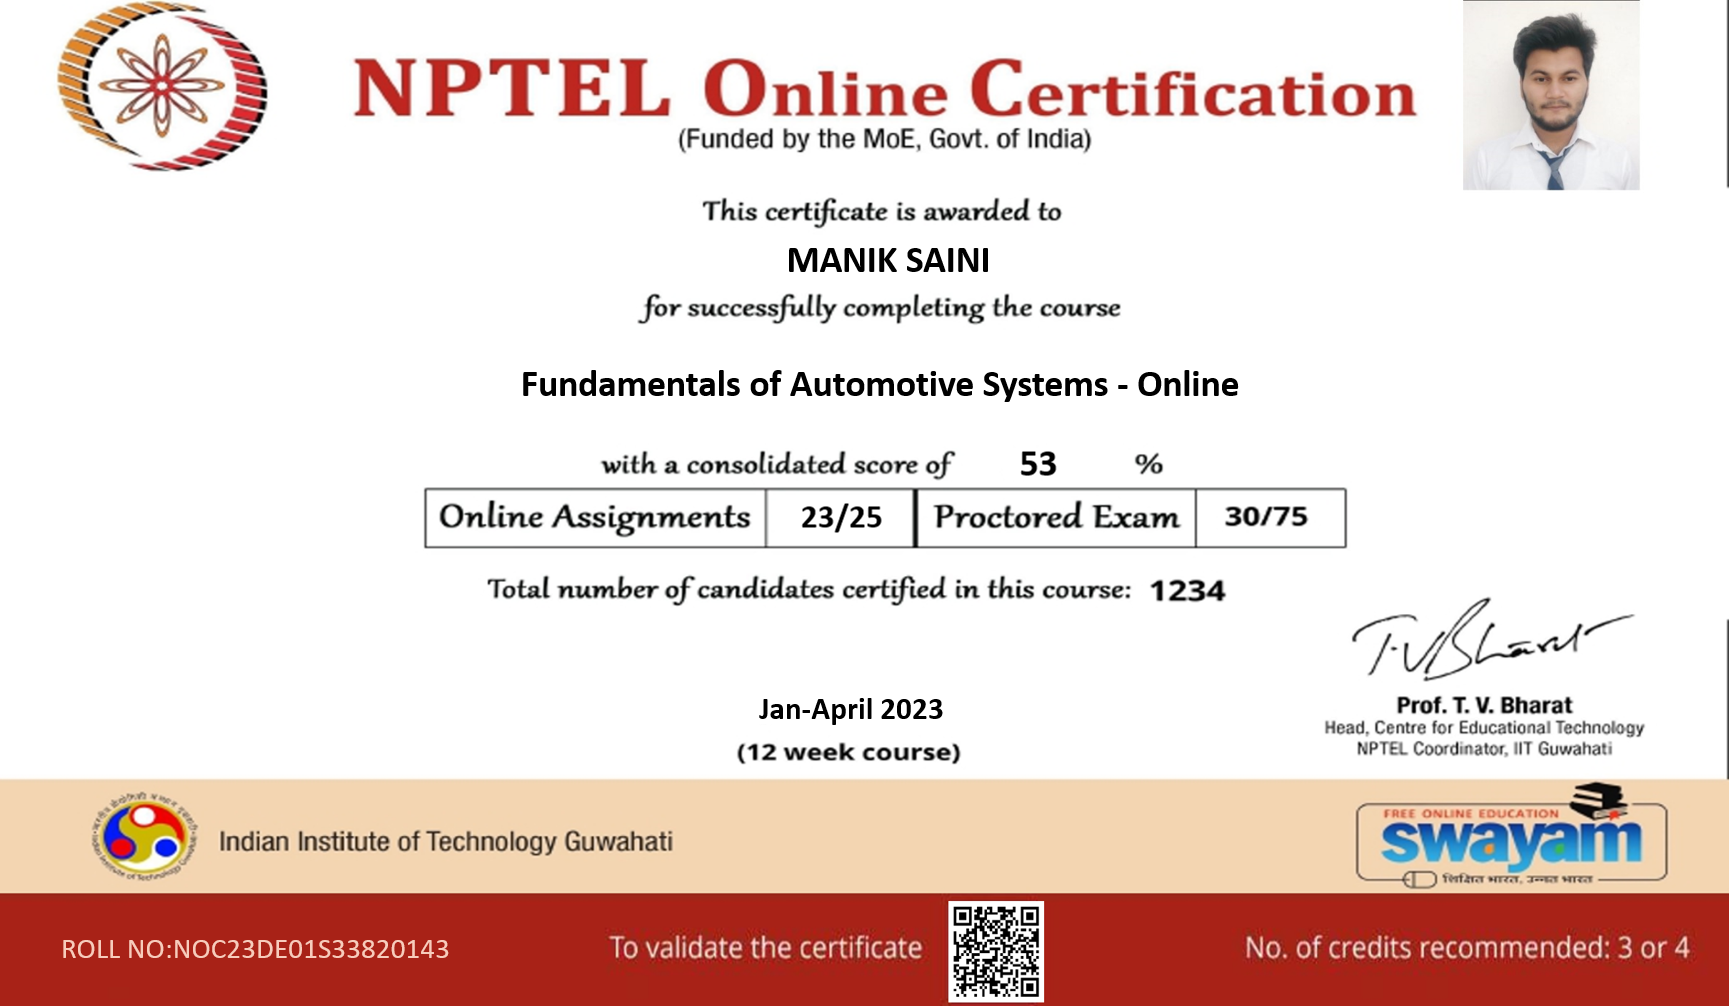 NPTEL Online Certification
(Funded by the MoE, Govt. of India)
This certificate is awarded to
MANIK SAINI
for successfully completing the course
Fundamentals of Automotive Systems - Online
with a consolidated score of 53 %
Online Assignments 23/25 Proctored Exam 30/75
Total number of candidates certified in this course: 1234
T.V.Bharat
Prof. T. V. Bharat
Head, Centre for Educational Technology
NPTEL Coordinator, IIT Guwahati
Jan-April 2023
(12 week course)
Indian Institute of Technology Guwahati
FREE ONLINE EDUCATION
swayam
शिक्षित भारत, उन्नत भारत
ROLL NO:NOC23DE01S33820143
To validate the certificate
No. of credits recommended: 3 or 4